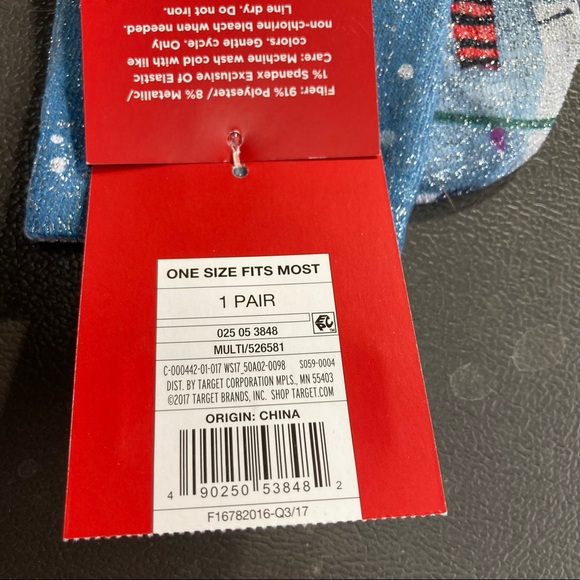 Fiber: 91% Polyester/ 8% Metallic/
1% Spandex Exclusive Of Elastic
Care: Machine wash cold with like
colors. Gentle cycle. Only
non-chlorine bleach when needed.
Line dry. Do not iron.
ONE SIZE FITS MOST
1 PAIR
025 05 3848
MULTI/526581
C-000442-01-017 WS17_50A02-0098 S059-0004
DIST. BY TARGET CORPORATION MPLS., MN 55403
©2017 TARGET BRANDS, INC. SHOP TARGET.COM
ORIGIN: CHINA
4 90250 53848 2
F16782016-Q3/17